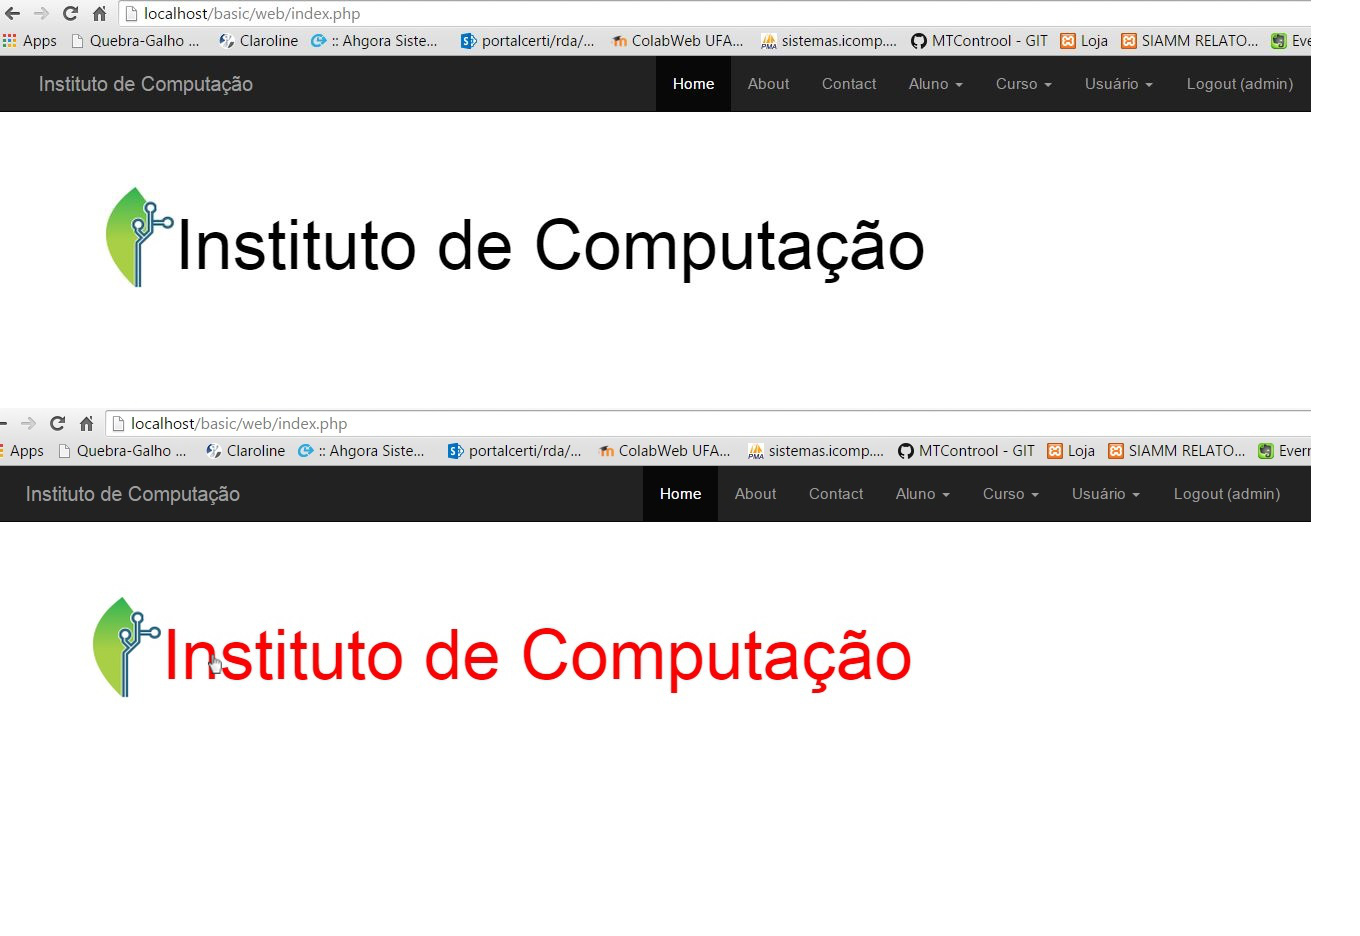 localhost/basic/web/index.php
Apps Quebra-Galho ... Claroline :: Ahgora Siste... portalcerti/rda/... ColabWeb UFA... sistemas.icomp.... MTControol - GIT Loja SIAMM RELATO... Eve
Instituto de Computação Home About Contact Aluno Curso Usuário Logout (admin)
Instituto de Computação
localhost/basic/web/index.php
Apps Quebra-Galho ... Claroline :: Ahgora Siste... portalcerti/rda/... ColabWeb UFA... sistemas.icomp.... MTControol - GIT Loja SIAMM RELATO... Evern
Instituto de Computação Home About Contact Aluno Curso Usuário Logout (admin)
Instituto de Computação